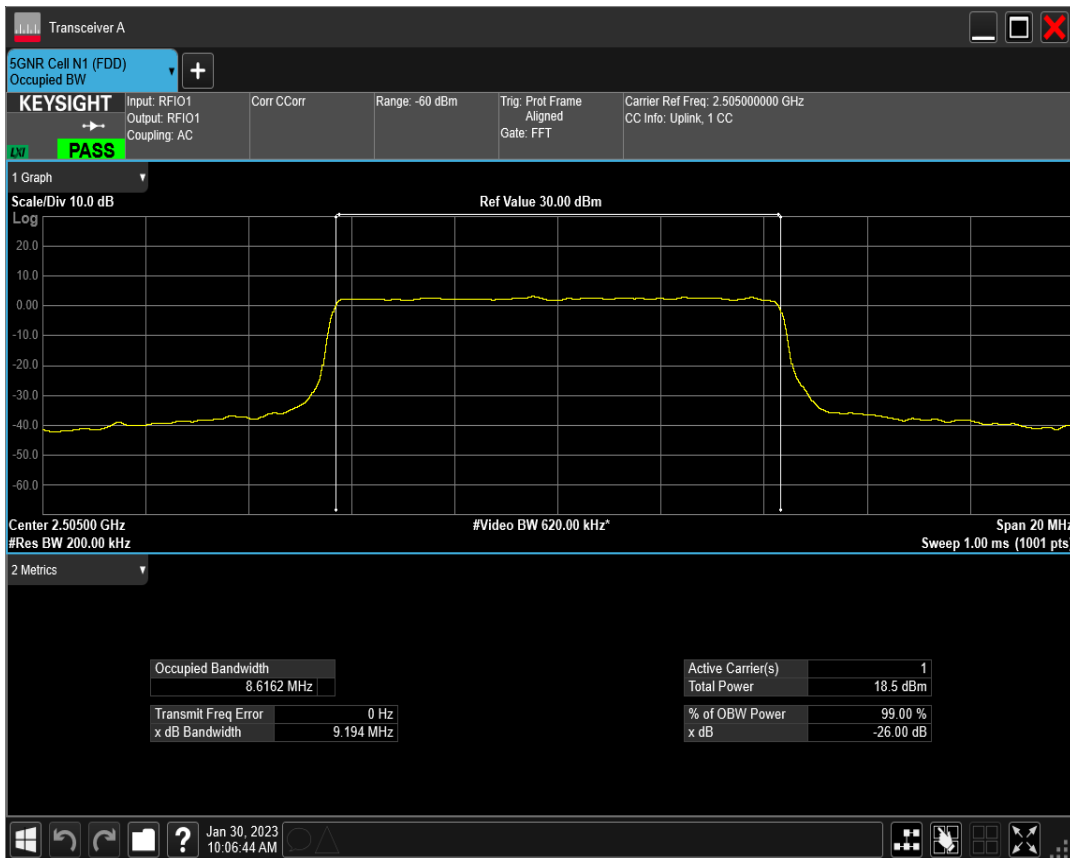 Transceiver A
5GNR Cell N1 (FDD)
Occupied BW
KEYSIGHT
LXI
PASS
Input: RFIO1
Output: RFIO1
Coupling: AC
Corr CCorr
Range: -60 dBm
Trig: Prot Frame
Aligned
Gate: FFT
Carrier Ref Freq: 2.505000000 GHz
CC Info: Uplink, 1 CC
1 Graph
Scale/Div 10.0 dB
Ref Value 30.00 dBm
Log
20.0
10.0
0.00
-10.0
-20.0
-30.0
-40.0
-50.0
-60.0
Center 2.50500 GHz
#Video BW 620.00 kHz*
Span 20 MHz
#Res BW 200.00 kHz
Sweep 1.00 ms (1001 pts)
2 Metrics
Occupied Bandwidth
8.6162 MHz
Transmit Freq Error 0 Hz
x dB Bandwidth 9.194 MHz
Active Carrier(s) 1
Total Power 18.5 dBm
% of OBW Power 99.00 %
x dB -26.00 dB
?
Jan 30, 2023
10:06:44 AM